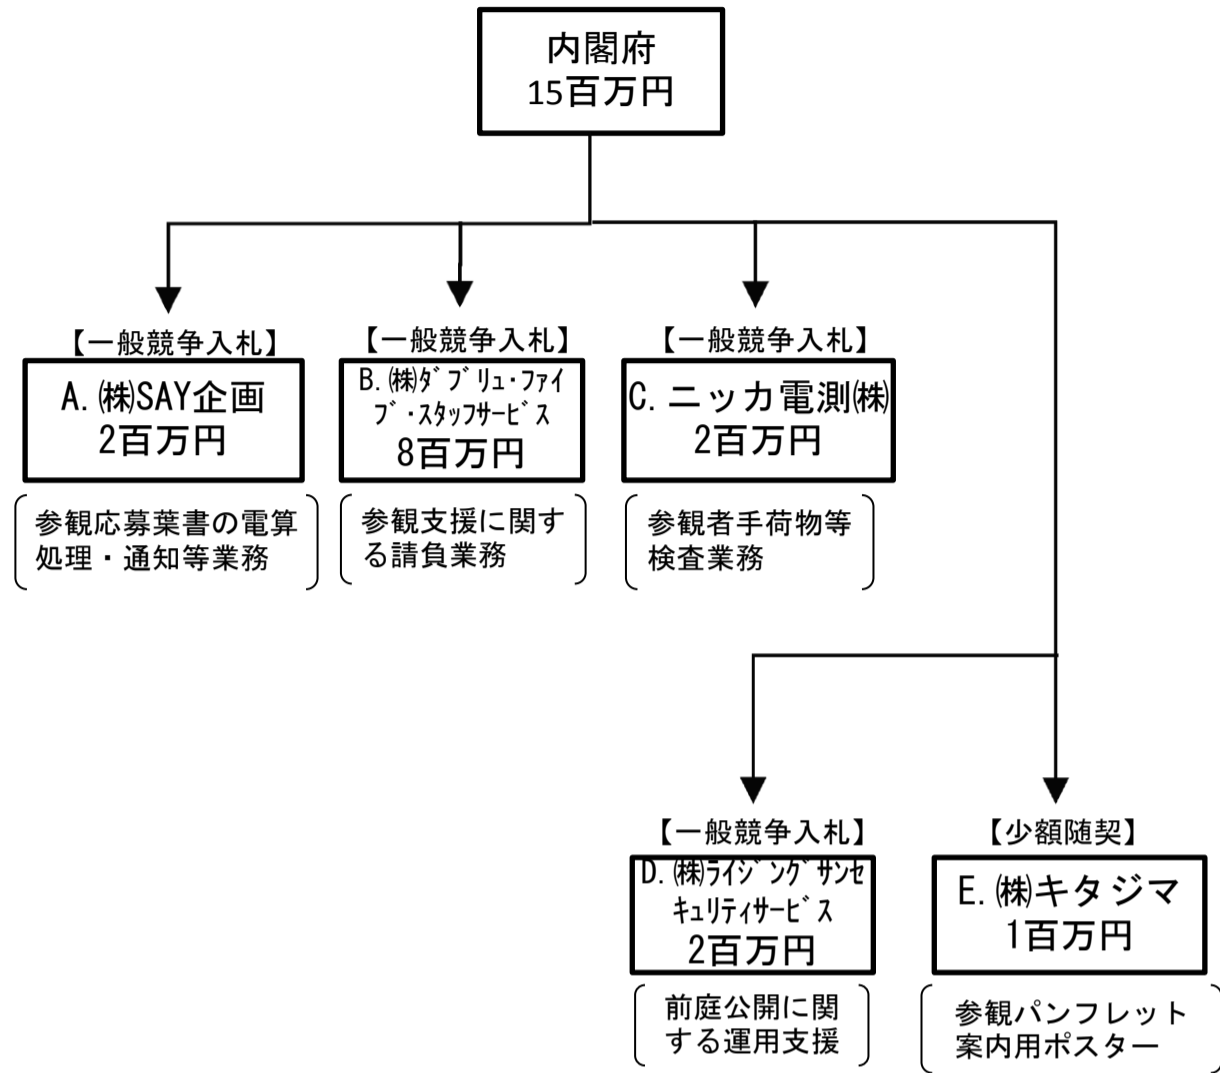 内閣府
15百万円
【一般競争入札】
A.㈱SAY企画
2百万円
参観応募葉書の電算
処理・通知等業務
【一般競争入札】
B.㈱ﾀﾞﾌﾞﾘｭ・ﾌｧｲ
ﾌﾞ・ｽﾀｯﾌｻｰﾋﾞｽ
8百万円
参観支援に関す
る請負業務
【一般競争入札】
C.ニッカ電測㈱
2百万円
参観者手荷物等
検査業務
【一般競争入札】
D.㈱ﾗｲｼﾞﾝｸﾞｻﾝｾ
ｷｭﾘﾃｨｻｰﾋﾞｽ
2百万円
前庭公開に関
する運用支援
【少額随契】
E.㈱キタジマ
1百万円
参観パンフレット
案内用ポスター